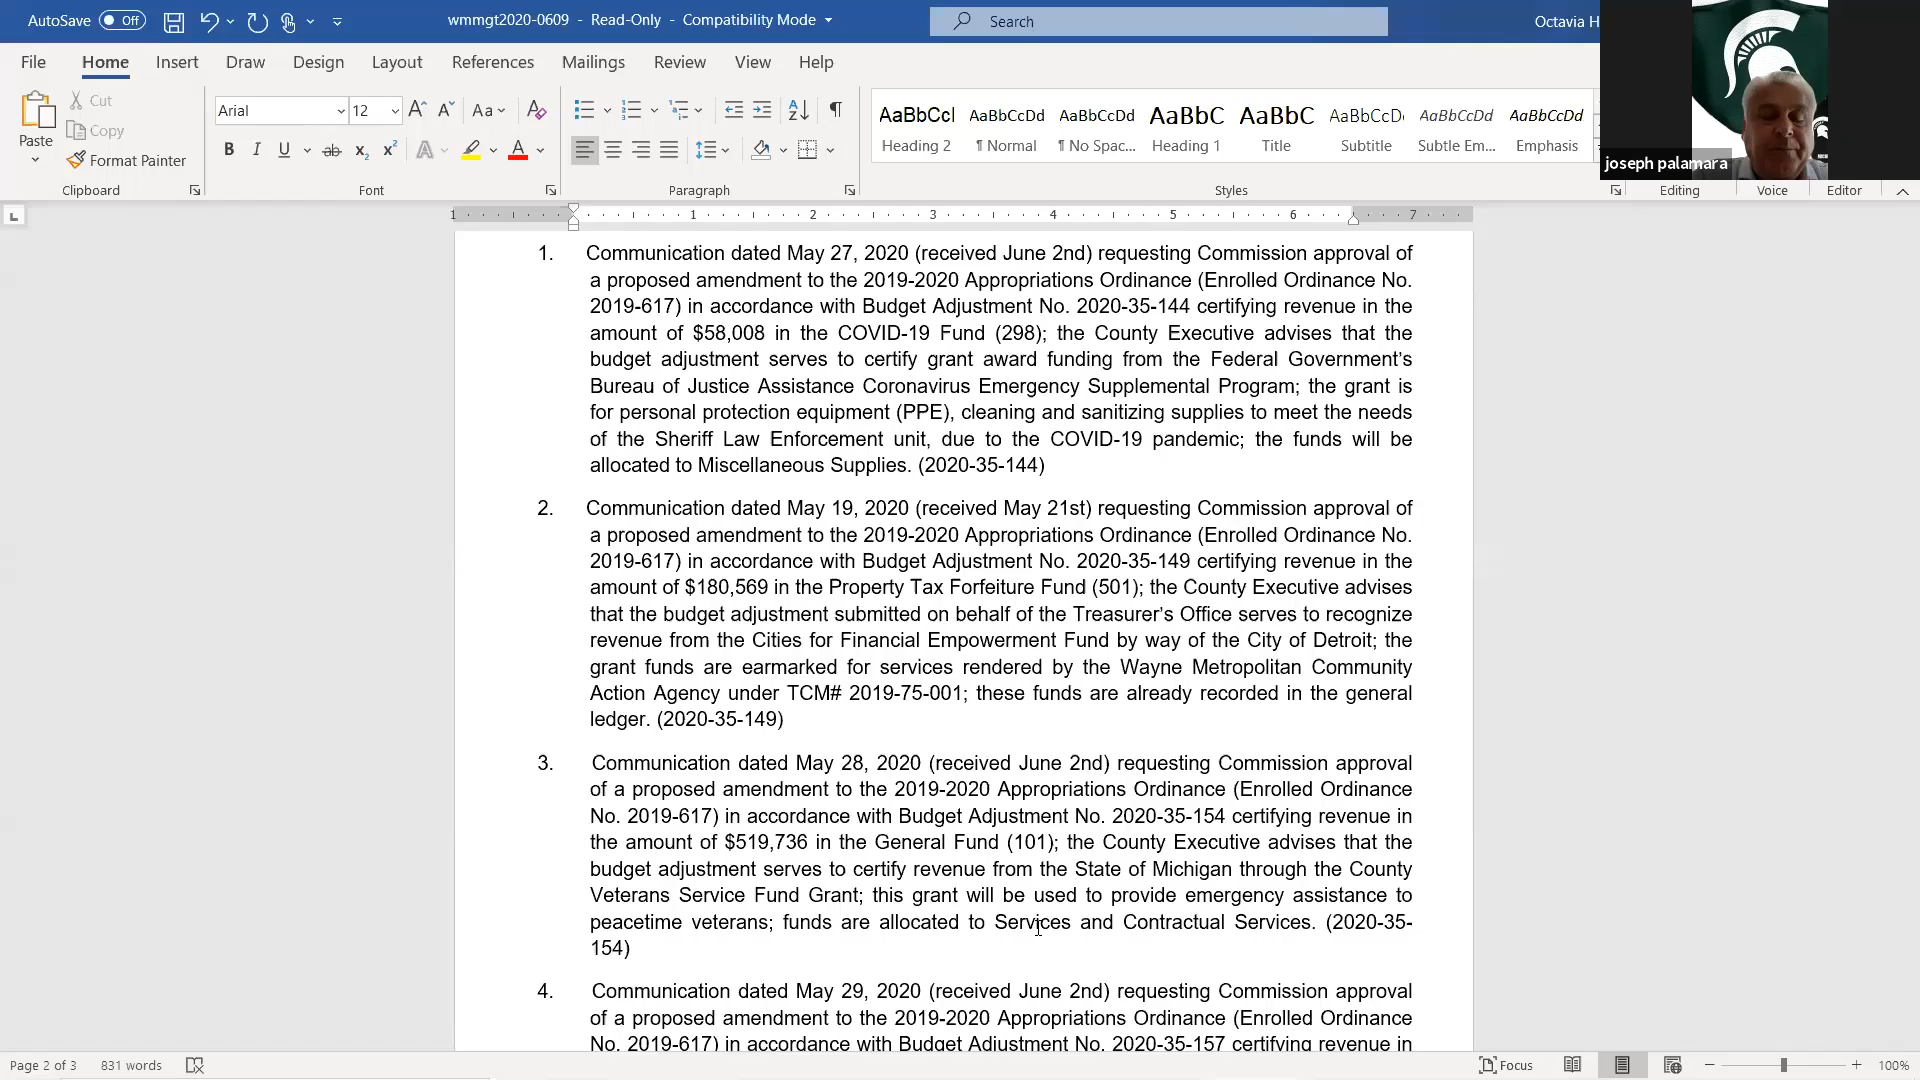 AutoSave Off wmmgt2020-0609 - Read-Only - Compatibility Mode Search Octavia H
File Home Insert Draw Design Layout References Mailings Review View Help
Paste Cut Copy Format Painter
Arial 12 Aa
B I U ab x₂ x² A A
AaBbCcI AaBbCcDd AaBbCcDd AaBbC AaBbC AaBbCcD AaBbCcDd AaBbCcDd
Heading 2 ¶ Normal ¶ No Spac... Heading 1 Title Subtitle Subtle Em... Emphasis
joseph palamara
Clipboard Font Paragraph Styles Editing Voice Editor
1 1 2 3 4 5 6 7
1. Communication dated May 27, 2020 (received June 2nd) requesting Commission approval of
a proposed amendment to the 2019-2020 Appropriations Ordinance (Enrolled Ordinance No.
2019-617) in accordance with Budget Adjustment No. 2020-35-144 certifying revenue in the
amount of $58,008 in the COVID-19 Fund (298); the County Executive advises that the
budget adjustment serves to certify grant award funding from the Federal Government's
Bureau of Justice Assistance Coronavirus Emergency Supplemental Program; the grant is
for personal protection equipment (PPE), cleaning and sanitizing supplies to meet the needs
of the Sheriff Law Enforcement unit, due to the COVID-19 pandemic; the funds will be
allocated to Miscellaneous Supplies. (2020-35-144)
2. Communication dated May 19, 2020 (received May 21st) requesting Commission approval of
a proposed amendment to the 2019-2020 Appropriations Ordinance (Enrolled Ordinance No.
2019-617) in accordance with Budget Adjustment No. 2020-35-149 certifying revenue in the
amount of $180,569 in the Property Tax Forfeiture Fund (501); the County Executive advises
that the budget adjustment submitted on behalf of the Treasurer's Office serves to recognize
revenue from the Cities for Financial Empowerment Fund by way of the City of Detroit; the
grant funds are earmarked for services rendered by the Wayne Metropolitan Community
Action Agency under TCM# 2019-75-001; these funds are already recorded in the general
ledger. (2020-35-149)
3. Communication dated May 28, 2020 (received June 2nd) requesting Commission approval
of a proposed amendment to the 2019-2020 Appropriations Ordinance (Enrolled Ordinance
No. 2019-617) in accordance with Budget Adjustment No. 2020-35-154 certifying revenue in
the amount of $519,736 in the General Fund (101); the County Executive advises that the
budget adjustment serves to certify revenue from the State of Michigan through the County
Veterans Service Fund Grant; this grant will be used to provide emergency assistance to
peacetime veterans; funds are allocated to Services and Contractual Services. (2020-35-
154)
4. Communication dated May 29, 2020 (received June 2nd) requesting Commission approval
of a proposed amendment to the 2019-2020 Appropriations Ordinance (Enrolled Ordinance
No. 2019-617) in accordance with Budget Adjustment No. 2020-35-157 certifying revenue in
Page 2 of 3 831 words Focus 100%